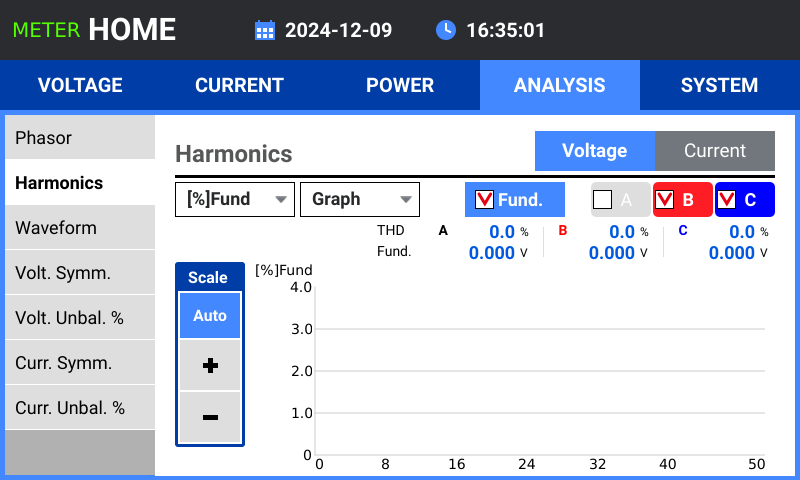 METER HOME 2024-12-09 16:35:01
VOLTAGE CURRENT POWER ANALYSIS SYSTEM
Phasor
Harmonics
Waveform
Volt. Symm.
Volt. Unbal. %
Curr. Symm.
Curr. Unbal. %
Harmonics Voltage Current
[%]Fund Graph Fund. A B C
THD A 0.0 % B 0.0 % C 0.0 %
Fund. 0.000 V 0.000 V 0.000 V
Scale
Auto
+
−
[%]Fund
4.0
3.0
2.0
1.0
0
0 8 16 24 32 40 50